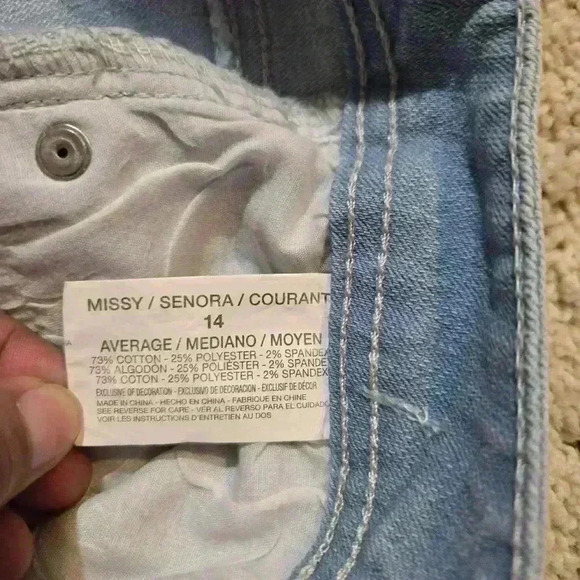 MISSY / SENORA / COURANT
14
AVERAGE / MEDIANO / MOYEN
73% COTTON - 25% POLYESTER - 2% SPANDEX
73% ALGODON - 25% POLIESTER - 2% SPANDE
73% COTON - 25% POLYESTER - 2% SPANDEX
EXCLUSIVE OF DECORATION - EXCLUSIVO DE DECORACION - EXCLUSIF DE DÉCOR
MADE IN CHINA - HECHO EN CHINA - FABRIQUE EN CHINE
SEE REVERSE FOR CARE - VER AL REVERSO PARA EL CUIDADO
VOIR LES INSTRUCTIONS D'ENTRETIEN AU DOS